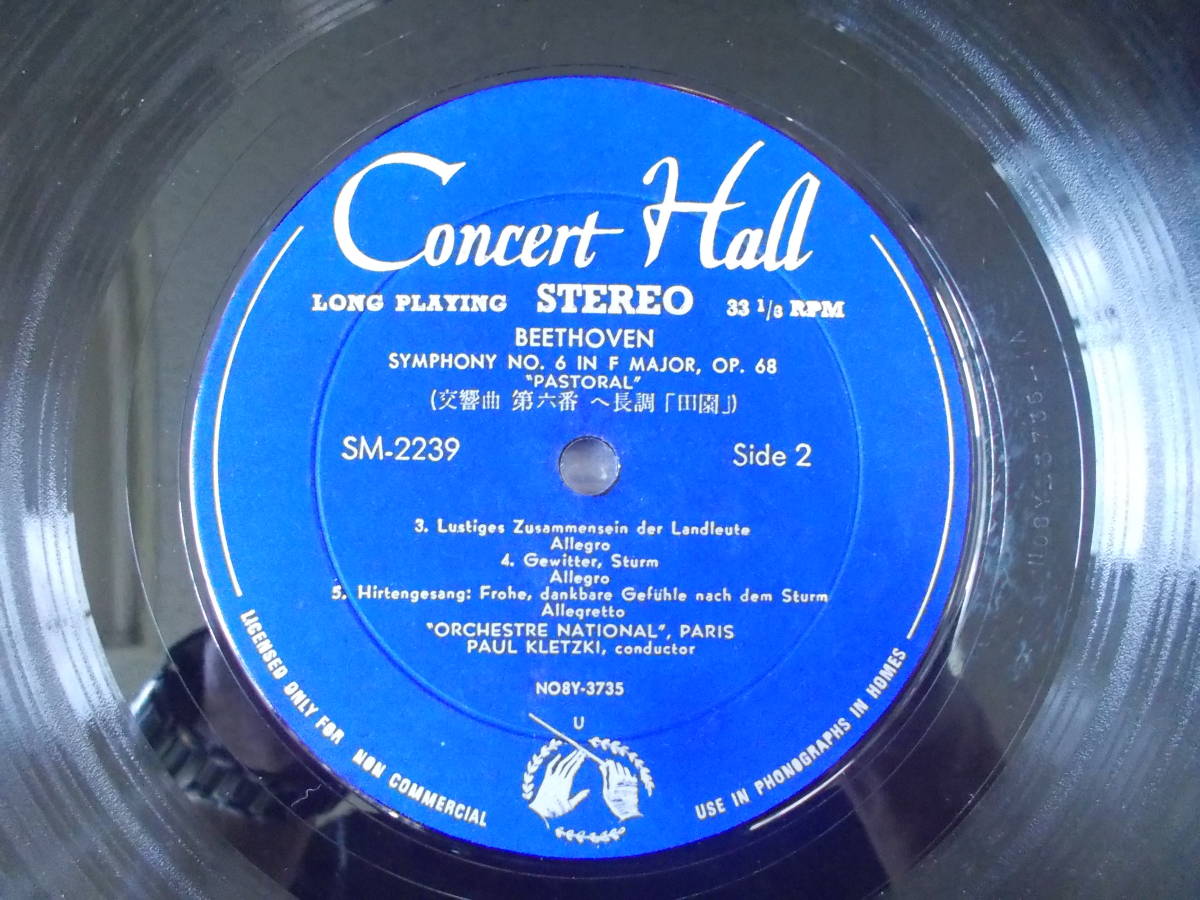 Concert Hall
LONG PLAYING STEREO 33 1/3 RPM
BEETHOVEN
SYMPHONY NO. 6 IN F MAJOR, OP. 68
"PASTORAL"
(交響曲 第六番 ヘ長調「田園」)
SM-2239 Side 2
3. Lustiges Zusammensein der Landleute
Allegro
4. Gewitter, Sturm
Allegro
5. Hirtengesang: Frohe, dankbare Gefühle nach dem Sturm
Allegretto
"ORCHESTRE NATIONAL", PARIS
PAUL KLETZKI, conductor
NO8Y-3735
U
LICENSED ONLY FOR NON COMMERCIAL USE IN PHONOGRAPHS IN HOMES